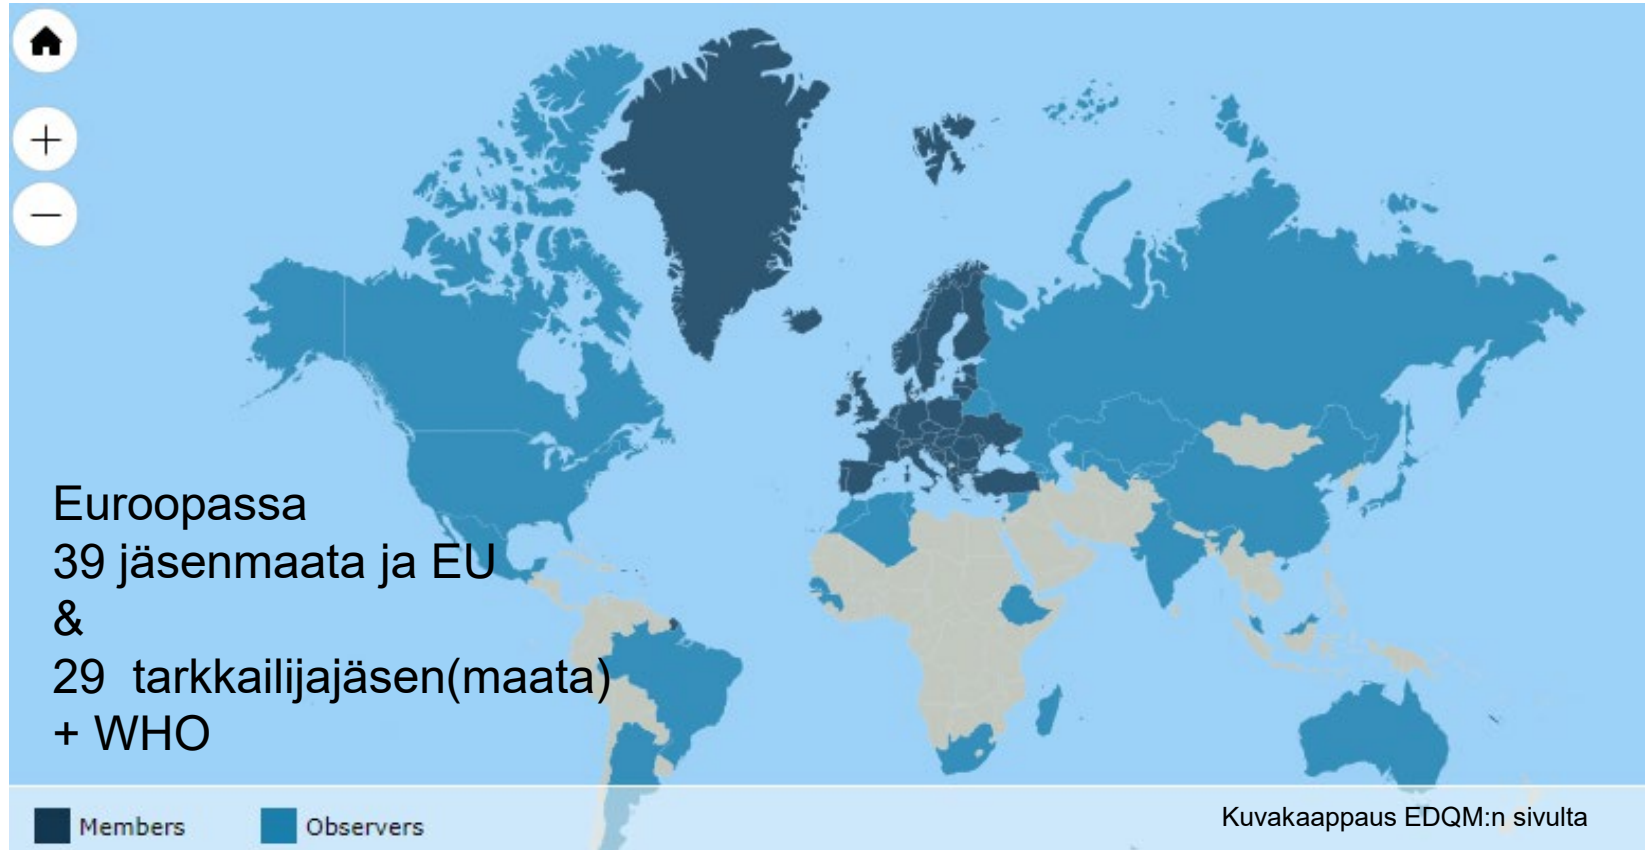 Euroopassa
39 jäsenmaata ja EU
&
29 tarkkailijajäsen(maata)
+ WHO
Members
Observers
Kuvakaappaus EDQM:n sivulta